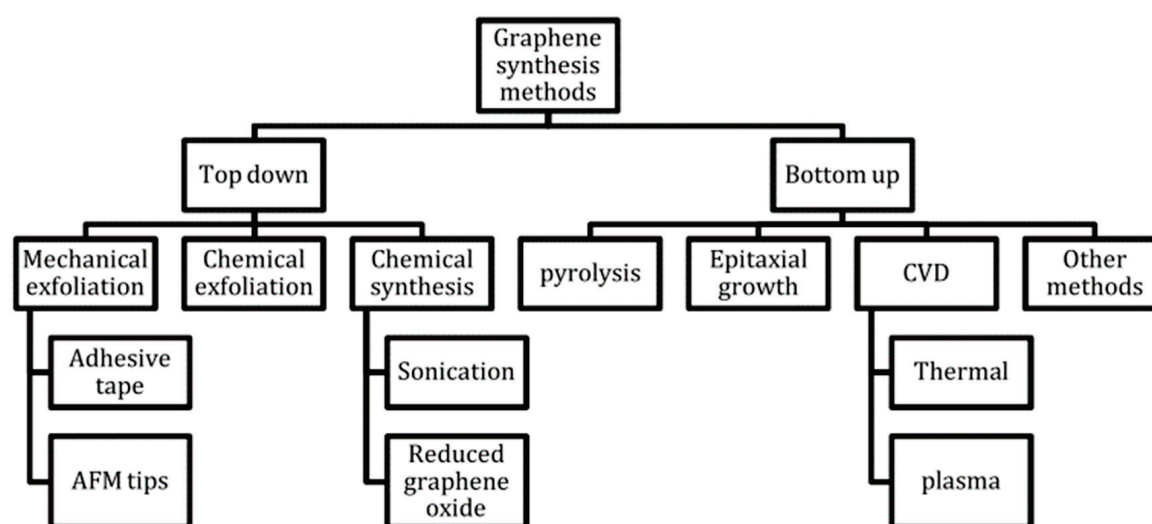 Graphene
synthesis
methods
Top down
Bottom up
Mechanical
exfoliation
Chemical
exfoliation
Chemical
synthesis
pyrolysis
Epitaxial
growth
CVD
Other
methods
Adhesive
tape
Sonication
Thermal
AFM tips
Reduced
graphene
oxide
plasma